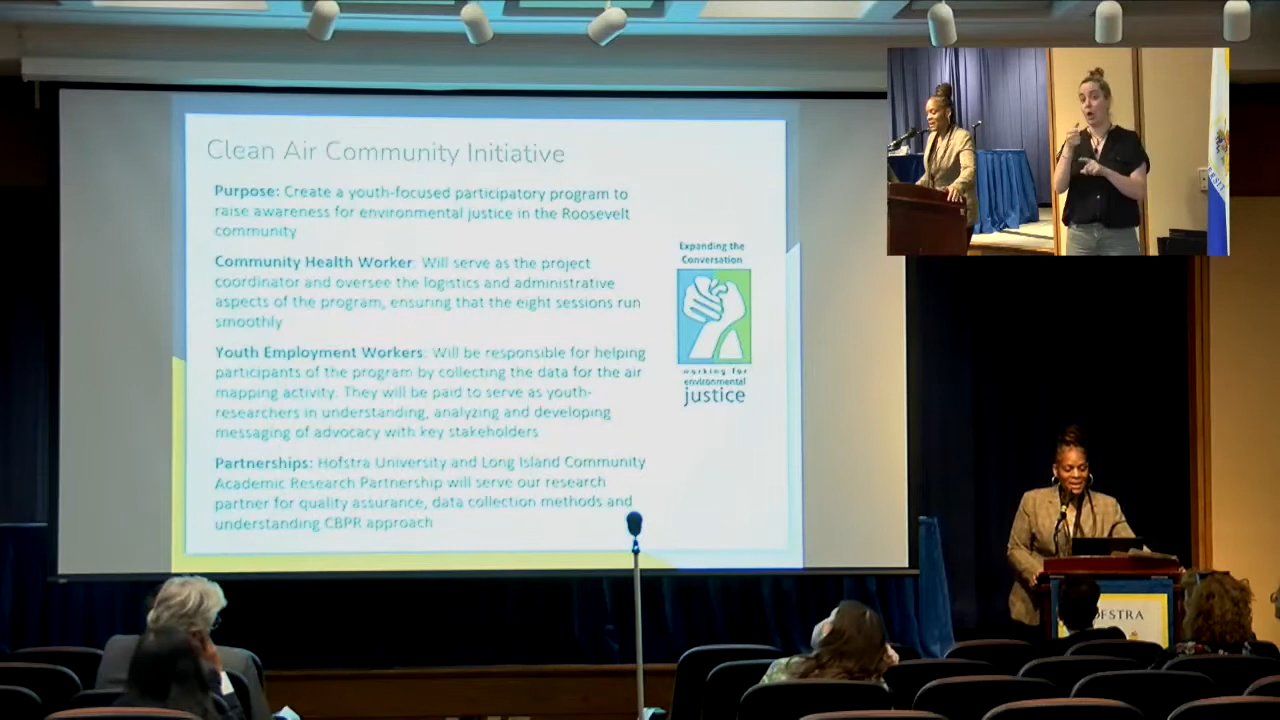 Clean Air Community Initiative
Purpose: Create a youth-focused participatory program to
raise awareness for environmental justice in the Roosevelt
community
Community Health Worker: Will serve as the project
coordinator and oversee the logistics and administrative
aspects of the program, ensuring that the eight sessions run
smoothly
Youth Employment Workers: Will be responsible for helping
participants of the program by collecting the data for the air
mapping activity. They will be paid to serve as youth-
researchers in understanding, analyzing and developing
messaging of advocacy with key stakeholders
Partnerships: Hofstra University and Long Island Community
Academic Research Partnership will serve our research
partner for quality assurance, data collection methods and
understanding CBPR approach
Expanding the
Conversation
working for
environmental
justice
OFSTRA